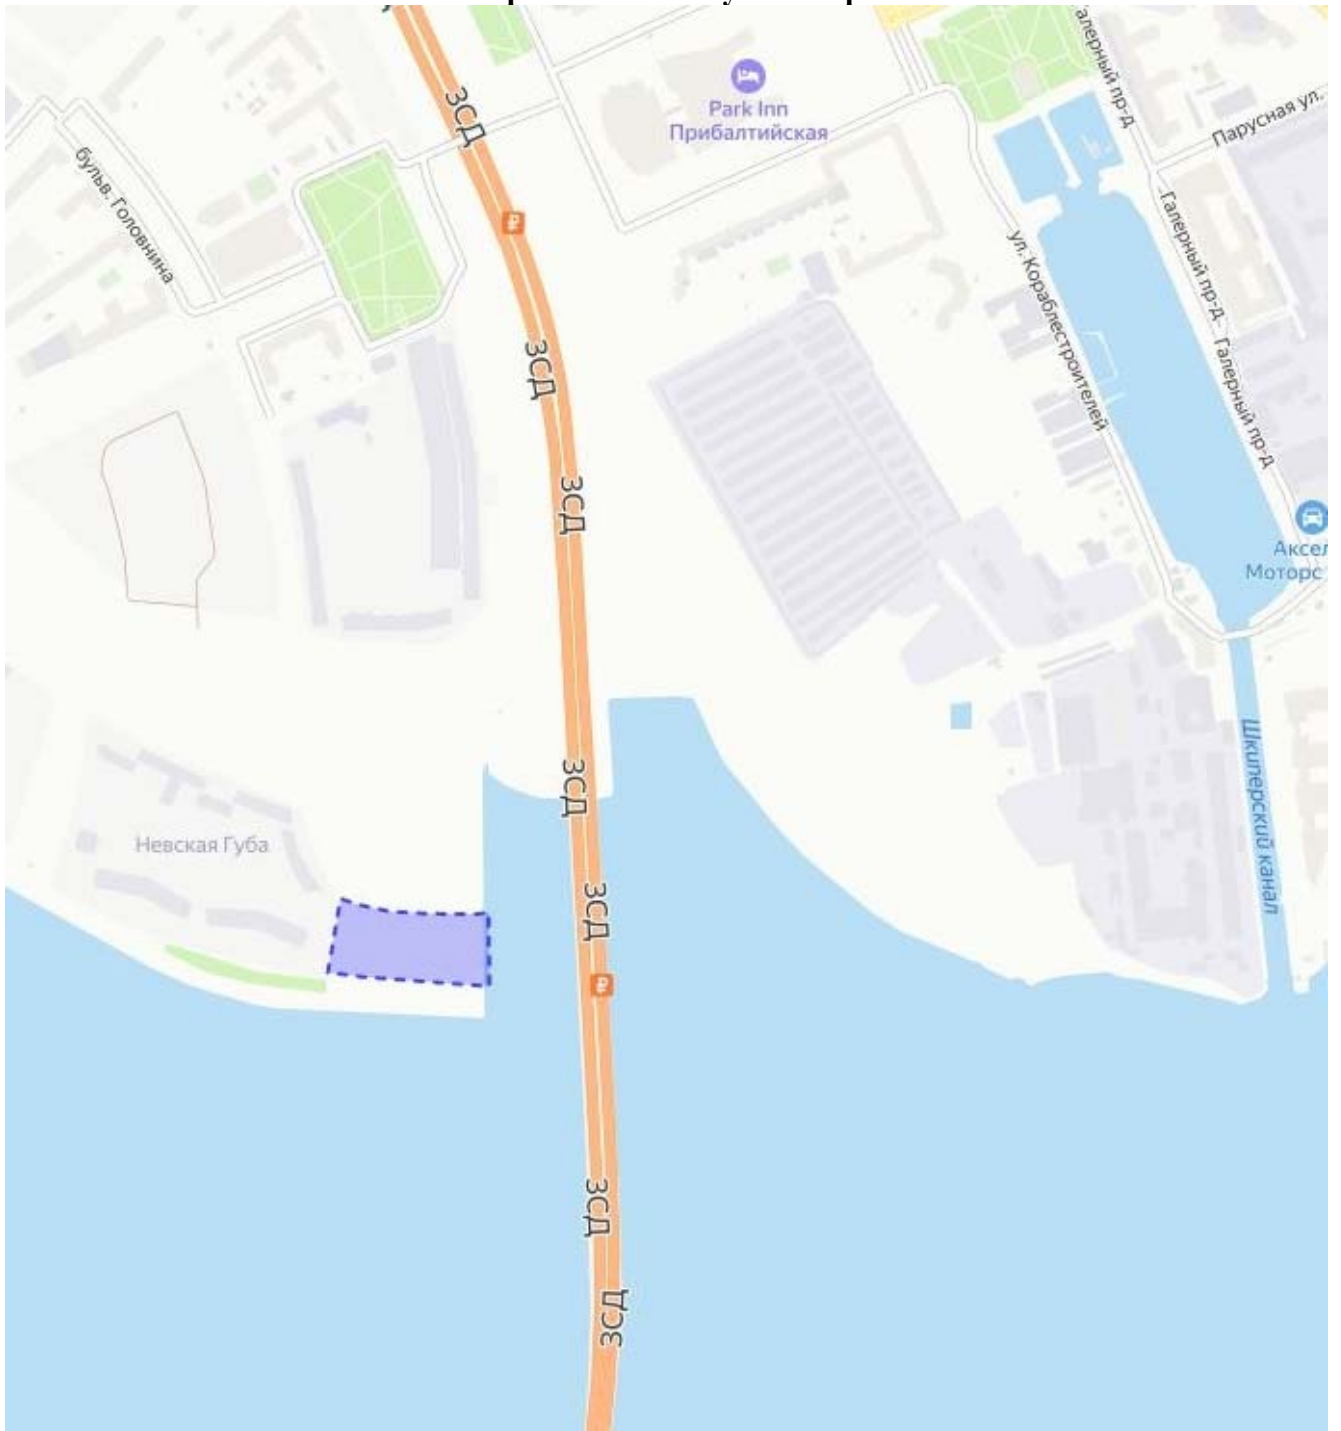 ЗСД
Park Inn
Прибалтийская
алерный пр-д
Парусная ул.
бульв. Головнина
Галерный пр-д
ул. Кораблестроителей
Галерный пр-д
ЗСД
ЗСД
Аксел
Моторс
Шкиперский канал
ЗСД
Невская Губа
ЗСД
ЗСД
ЗСД